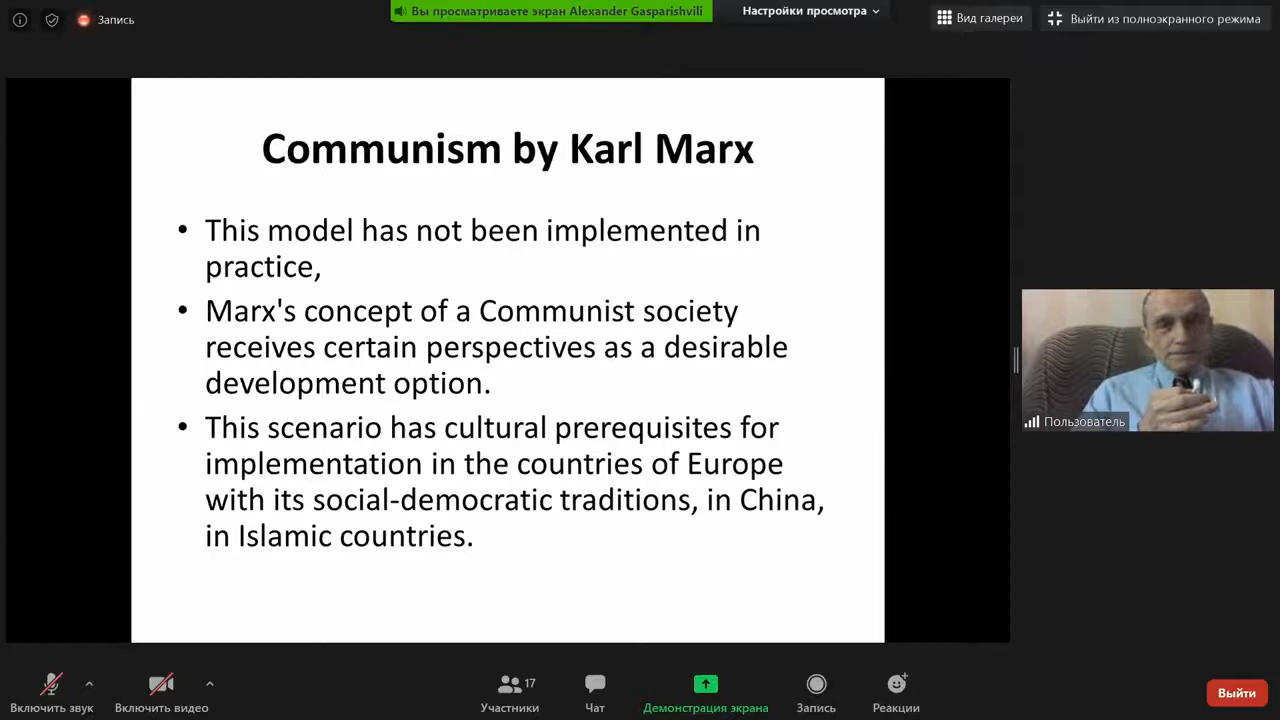 Запись
Вы просматриваете экран Alexander Gasparishvili
Настройки просмотра
Вид галереи
Выйти из полноэкранного режима
Communism by Karl Marx
• This model has not been implemented in
practice,
• Marx's concept of a Communist society
receives certain perspectives as a desirable
development option.
• This scenario has cultural prerequisites for
implementation in the countries of Europe
with its social-democratic traditions, in China,
in Islamic countries.
Пользователь
Включить звук
Включить видео
17
Участники
Чат
Демонстрация экрана
Запись
Реакции
Выйти